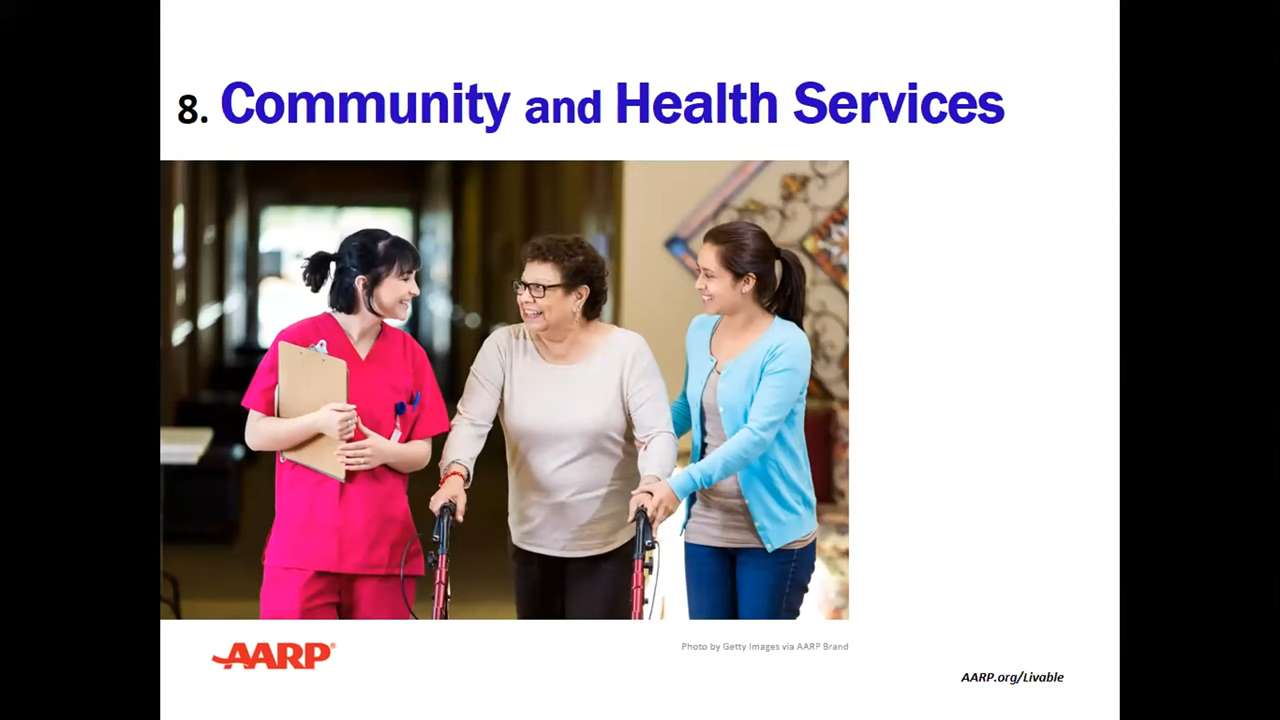 8. Community and Health Services
AARP®
Photo by Getty Images via AARP Brand
AARP.org/Livable